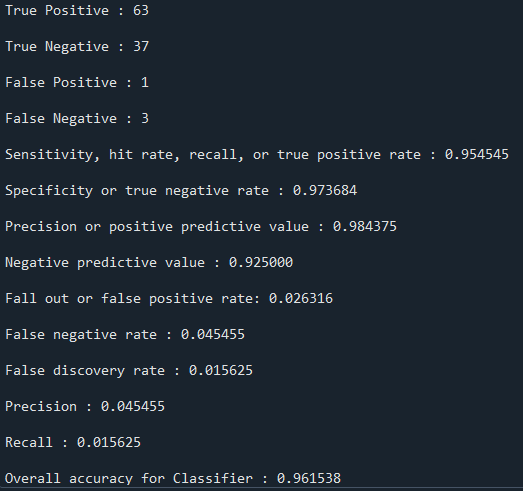 True Positive : 63
True Negative : 37
False Positive : 1
False Negative : 3
Sensitivity, hit rate, recall, or true positive rate : 0.954545
Specificity or true negative rate : 0.973684
Precision or positive predictive value : 0.984375
Negative predictive value : 0.925000
Fall out or false positive rate: 0.026316
False negative rate : 0.045455
False discovery rate : 0.015625
Precision : 0.045455
Recall : 0.015625
Overall accuracy for Classifier : 0.961538